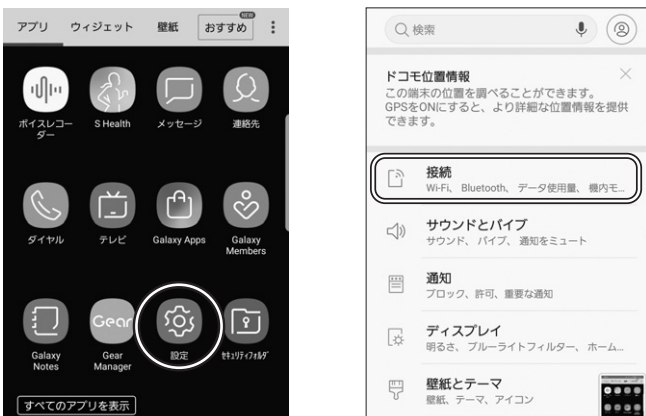 アプリ
ウィジェット
壁紙
おすすめ
NEW
ボイスレコー
ダー
S Health
メッセージ
連絡先
ダイヤル
テレビ
Galaxy Apps
Galaxy
Members
Gear
Galaxy
Notes
Gear
Manager
設定
セキュリティフォルダ
すべてのアプリを表示
検索
ドコモ位置情報
この端末の位置を調べることができます。
GPSをONにすると、より詳細な位置情報を提供
できます。
接続
Wi-Fi、 Bluetooth、 データ使用量、 機内モ...
サウンドとバイブ
サウンド、 バイブ、 通知をミュート
通知
ブロック、許可、重要な通知
ディスプレイ
明るさ、 ブルーライトフィルター、 ホーム...
壁紙とテーマ
壁紙、テーマ、アイコン